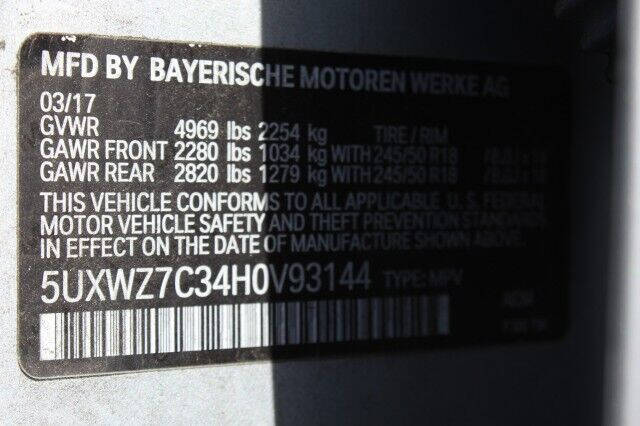 MFD BY BAYERISCHE MOTOREN WERKE AG
03/17
GVWR 4969 lbs 2254 kg TIRE / RIM
GAWR FRONT 2280 lbs 1034 kg WITH 245/50 R18
GAWR REAR 2820 lbs 1279 kg WITH 245/50 R18
THIS VEHICLE CONFORMS TO ALL APPLICABLE U. S. FEDERAL
MOTOR VEHICLE SAFETY AND THEFT PREVENTION STANDARDS
IN EFFECT ON THE DATE OF MANUFACTURE SHOWN ABOVE.
5UXWZ7C34H0V93144 TYPE: MPV